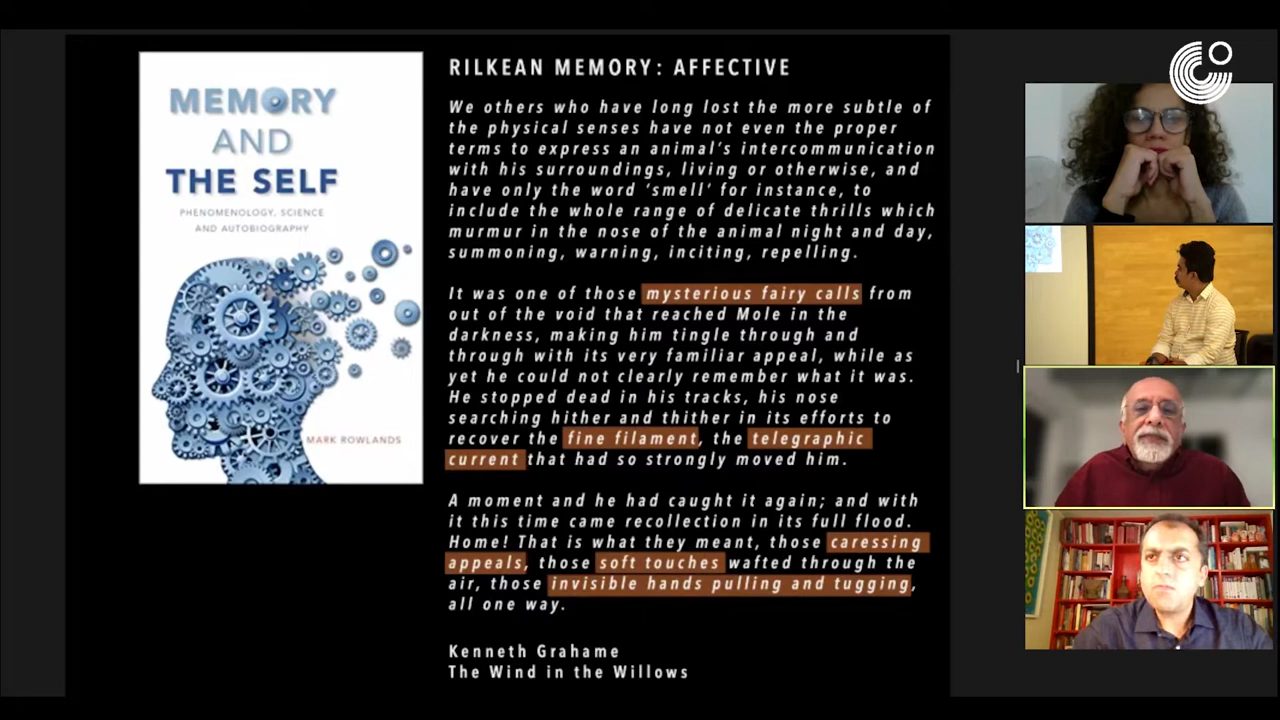 MEMORY
AND
THE SELF
PHENOMENOLOGY, SCIENCE
AND AUTOBIOGRAPHY
MARK ROWLANDS
RILKEAN MEMORY: AFFECTIVE
We others who have long lost the more subtle of
the physical senses have not even the proper
terms to express an animal's intercommunication
with his surroundings, living or otherwise, and
have only the word 'smell' for instance, to
include the whole range of delicate thrills which
murmur in the nose of the animal night and day,
summoning, warning, inciting, repelling.
It was one of those mysterious fairy calls from
out of the void that reached Mole in the
darkness, making him tingle through and
through with its very familiar appeal, while as
yet he could not clearly remember what it was.
He stopped dead in his tracks, his nose
searching hither and thither in its efforts to
recover the fine filament, the telegraphic
current that had so strongly moved him.
A moment and he had caught it again; and with
it this time came recollection in its full flood.
Home! That is what they meant, those caressing
appeals, those soft touches wafted through the
air, those invisible hands pulling and tugging,
all one way.
Kenneth Grahame
The Wind in the Willows